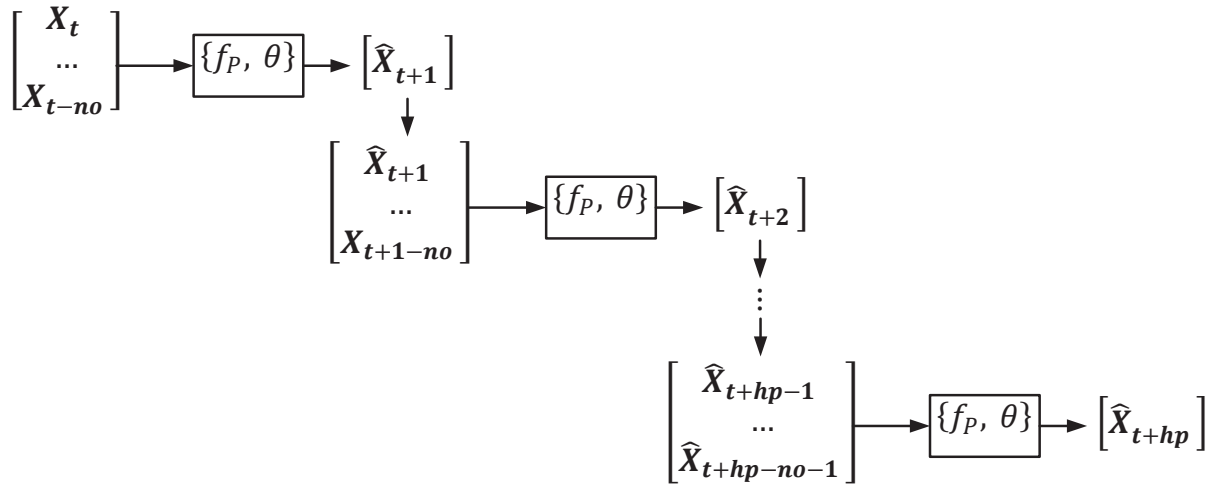 X_t
...
X_{t−no}
{f_P, θ}
[X̂_{t+1}]
X̂_{t+1}
...
X_{t+1−no}
{f_P, θ}
[X̂_{t+2}]
⋮
X̂_{t+hp−1}
...
X̂_{t+hp−no−1}
{f_P, θ}
[X̂_{t+hp}]